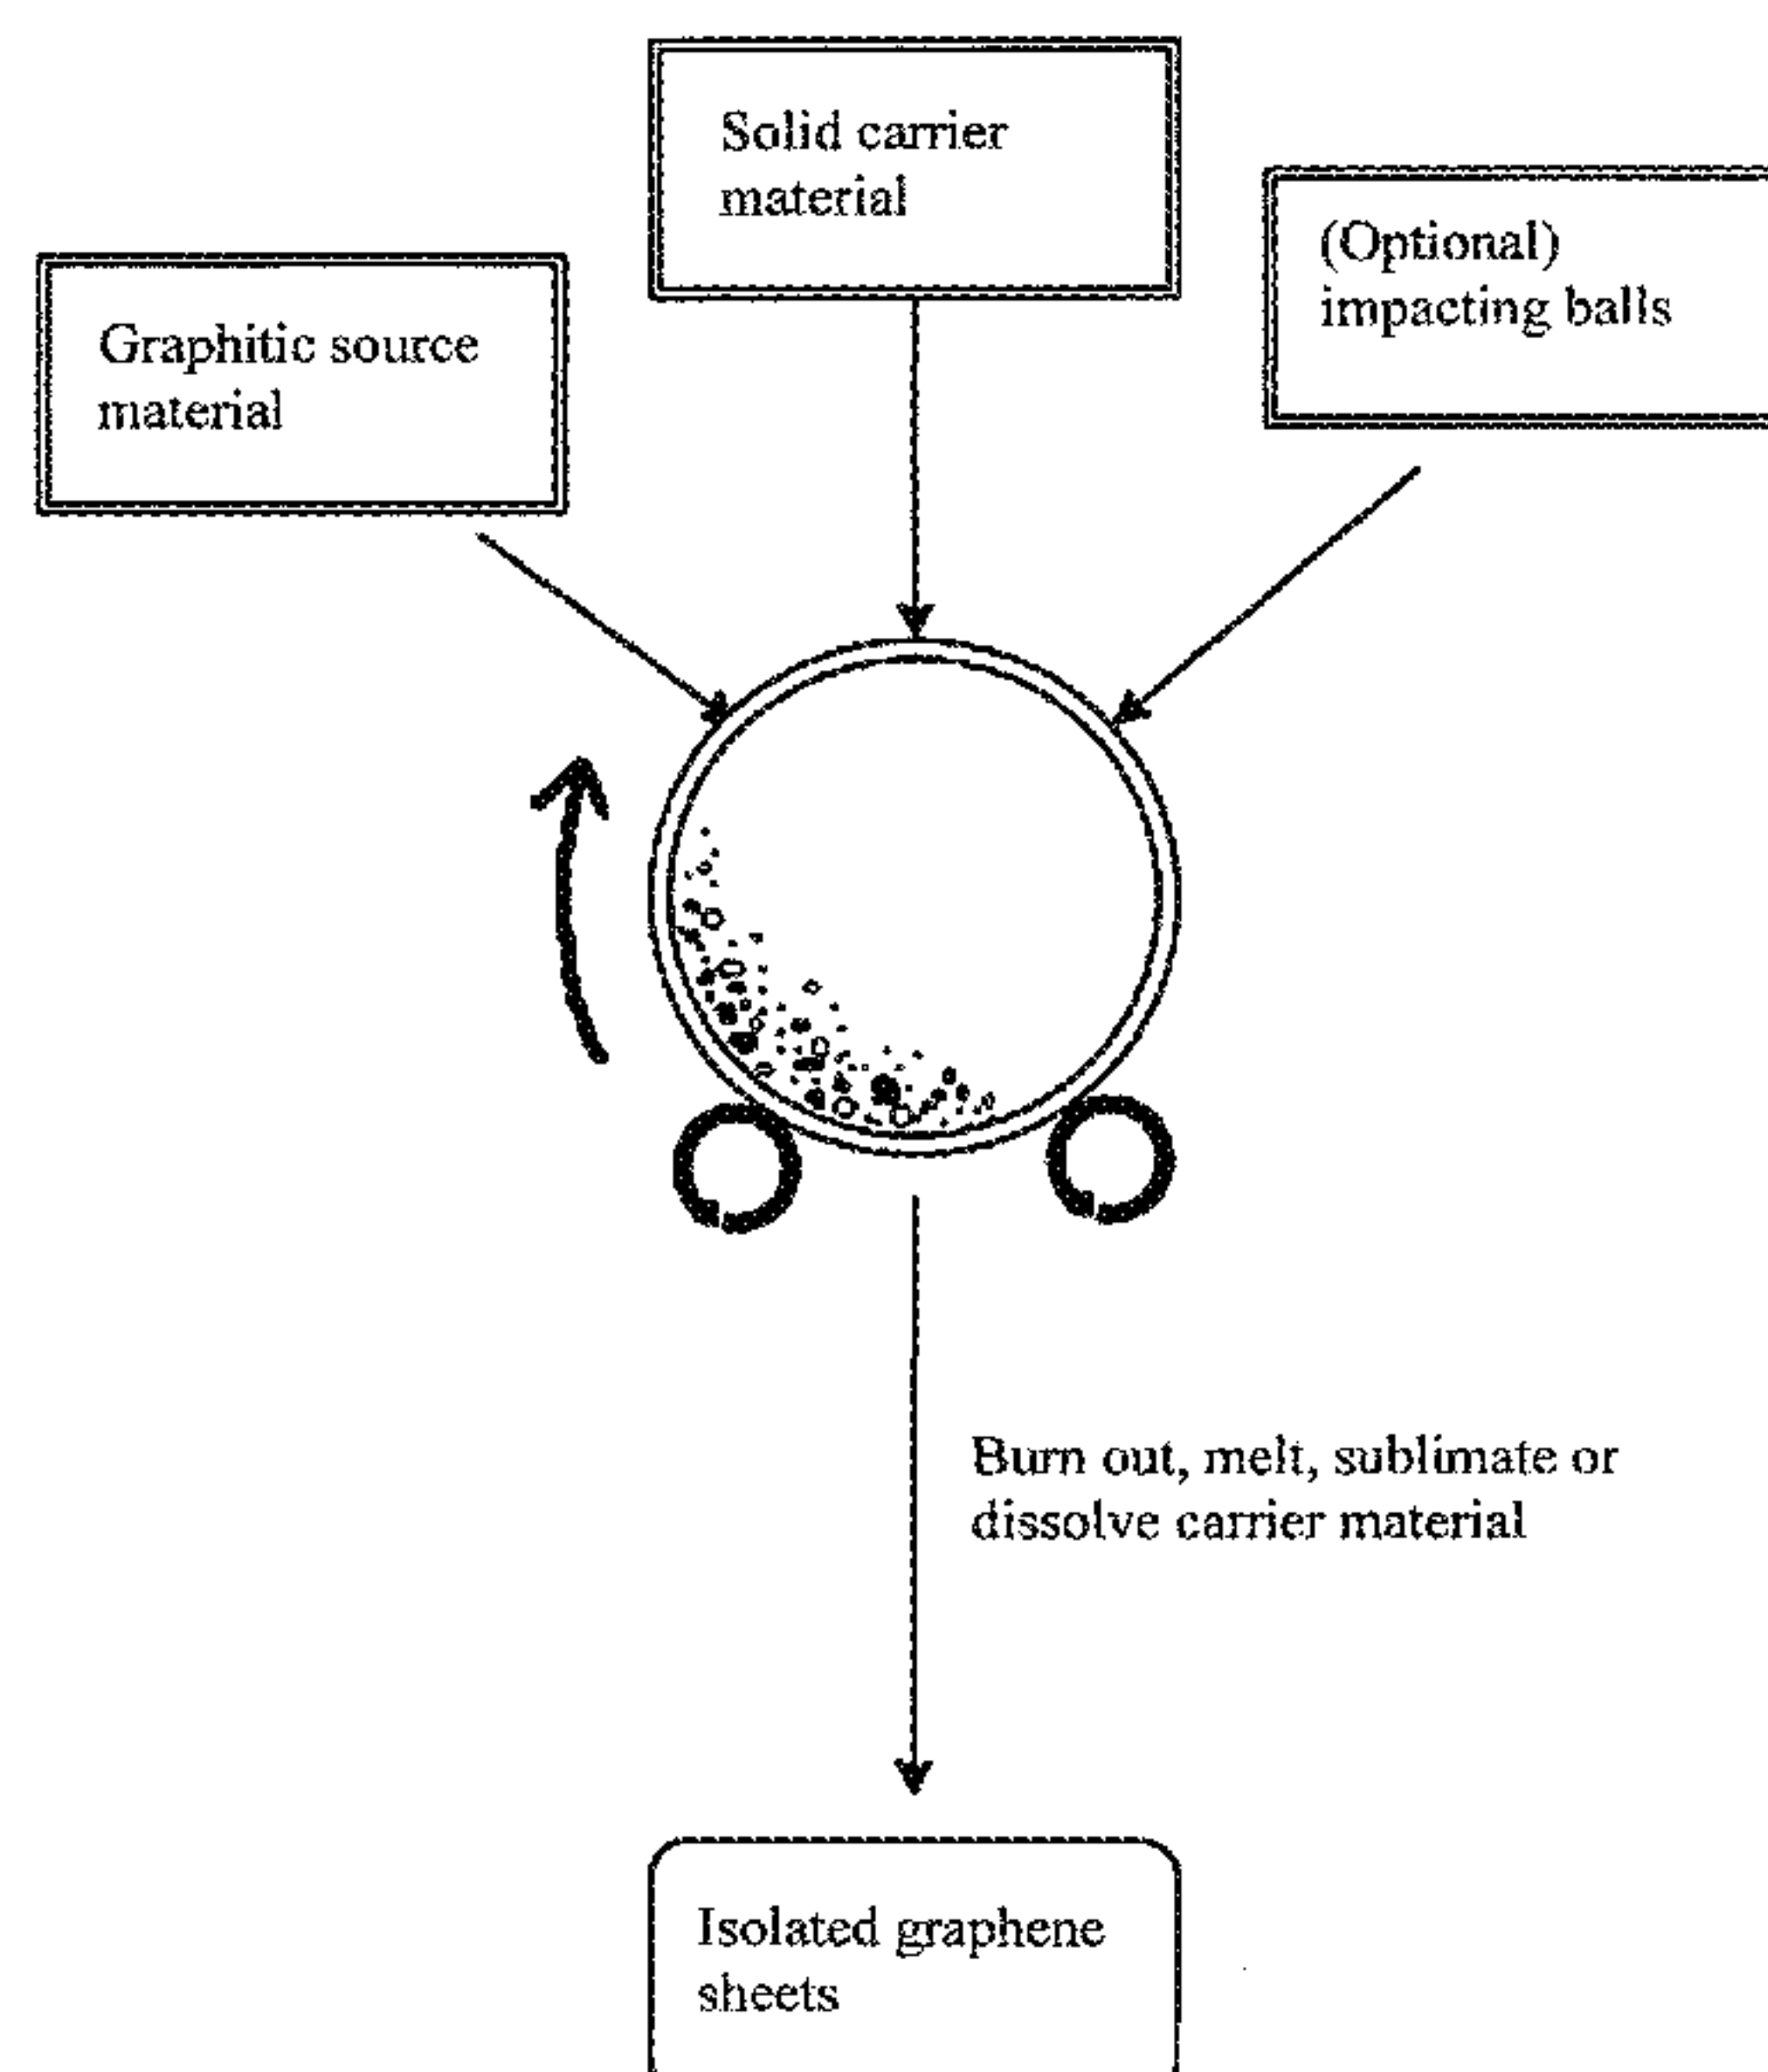 Solid carrier
material
(Optional)
impacting balls
Graphitic source
material
Burn out, melt, sublimate or
dissolve carrier material
Isolated graphene
sheets